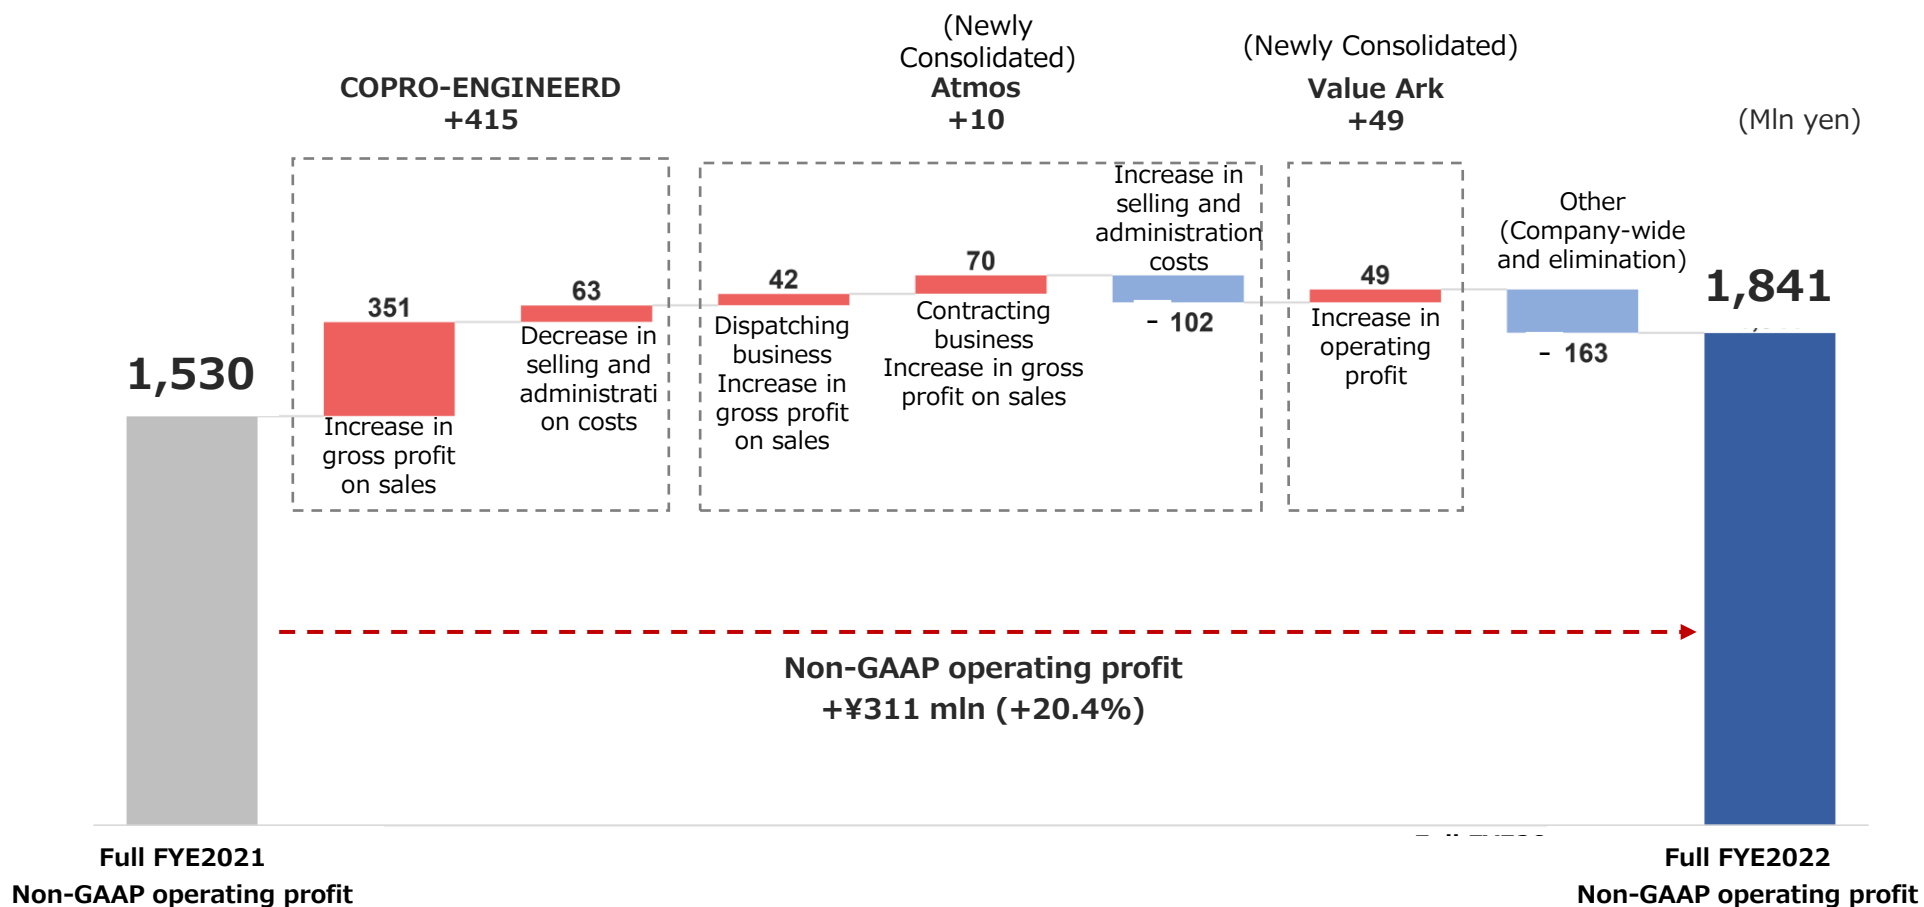 (Newly
Consolidated)
Atmos
+10
(Newly Consolidated)
Value Ark
+49
COPRO-ENGINEERD
+415
(Mln yen)
1,530
351
Increase in
gross profit
on sales
63
Decrease in
selling and
administrati
on costs
42
Dispatching
business
Increase in
gross profit
on sales
70
Contracting
business
Increase in gross
profit on sales
Increase in
selling and
administration
costs
- 102
49
Increase in
operating
profit
Other
(Company-wide
and elimination)
- 163
1,841
Non-GAAP operating profit
+¥311 mln (+20.4%)
Full FYE2021
Non-GAAP operating profit
Full FYE2022
Non-GAAP operating profit